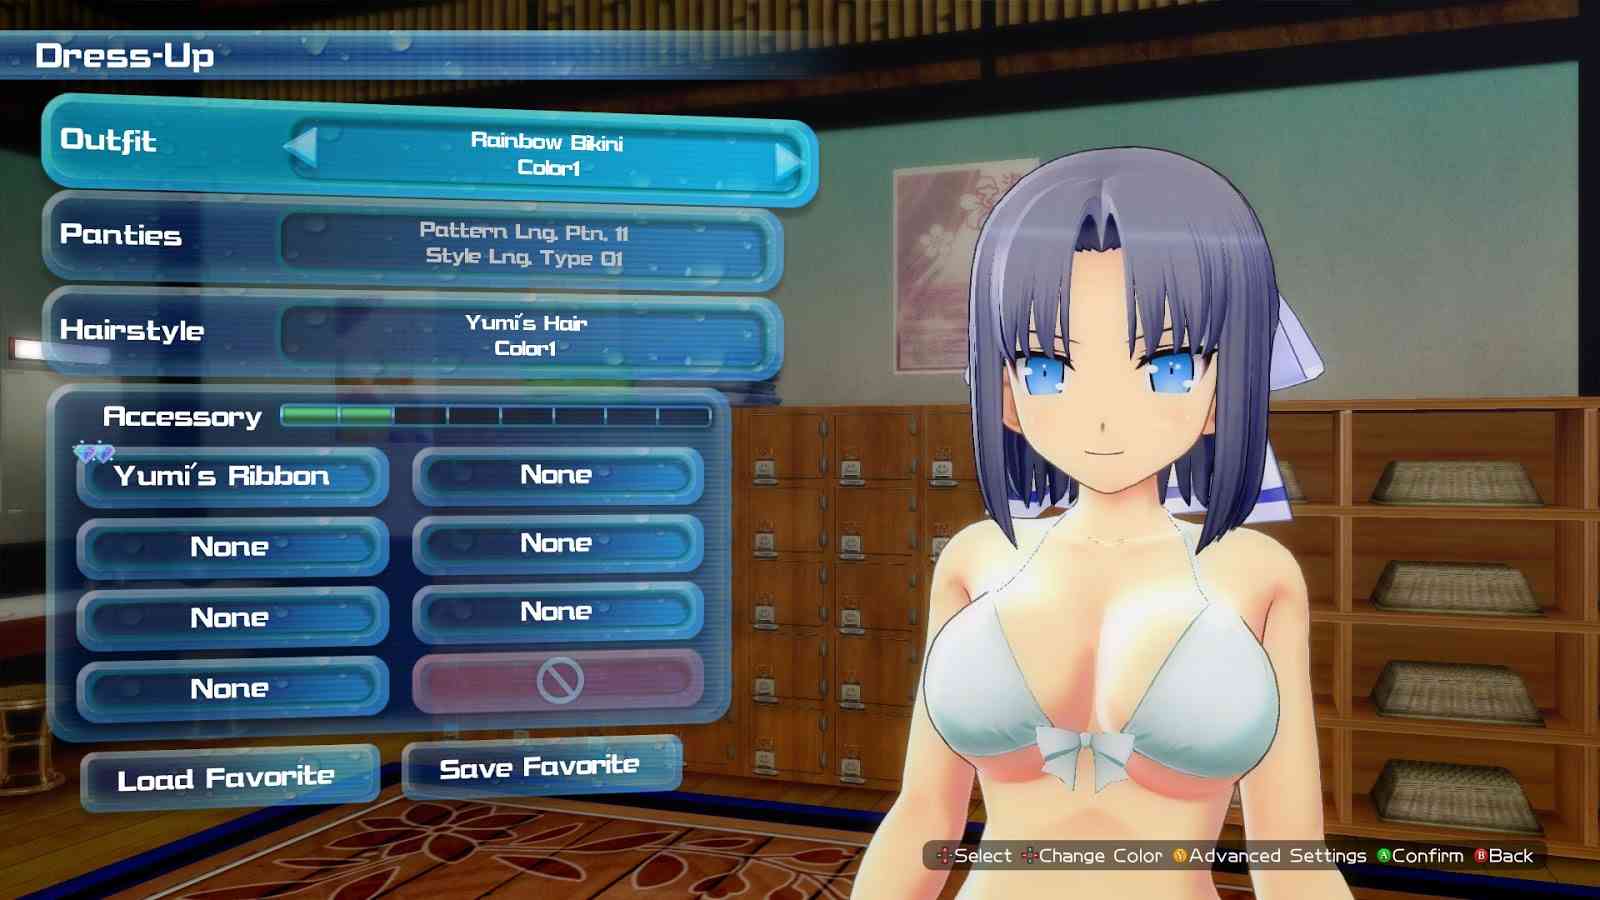 Dress-Up
Outfit
Rainbow Bikini
Color1
Panties
Pattern Lng. Ptn. 11
Style Lng. Type 01
Hairstyle
Yumi's Hair
Color1
Accessory
Yumi's Ribbon
None
None
None
None
None
None
Load Favorite
Save Favorite
Select
Change Color
Y Advanced Settings
A Confirm
B Back